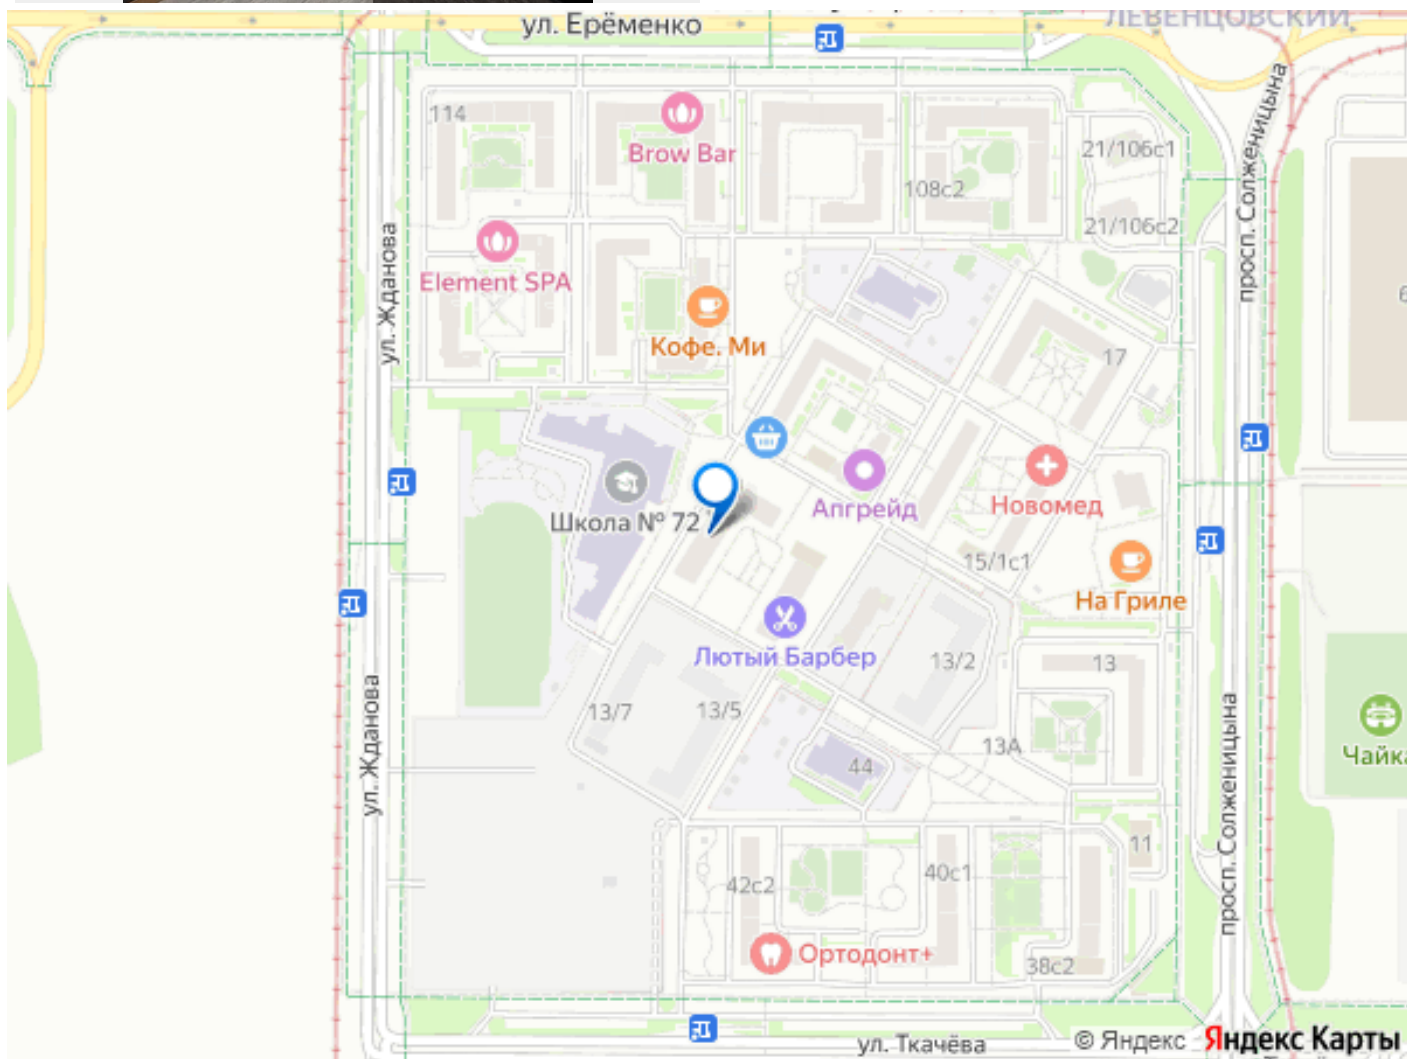 ул. Ерёменко
ЛЕВЕНЦОВСКИЙ
114
Brow Bar
21/106с1
108с2
21/106с2
просп. Солженицына
ул. Жданова
Element SPA
Кофе. Ми
17
Апгрейд
Новомед
Школа № 72
15/1с1
На Гриле
Лютый Барбер
13/2
13
13/7
13/5
ул. Жданова
просп. Солженицына
13А
44
Чайка
11
42с2
40с1
Ортодонт+
38с2
ул. Ткачёва
© Яндекс Яндекс Карты